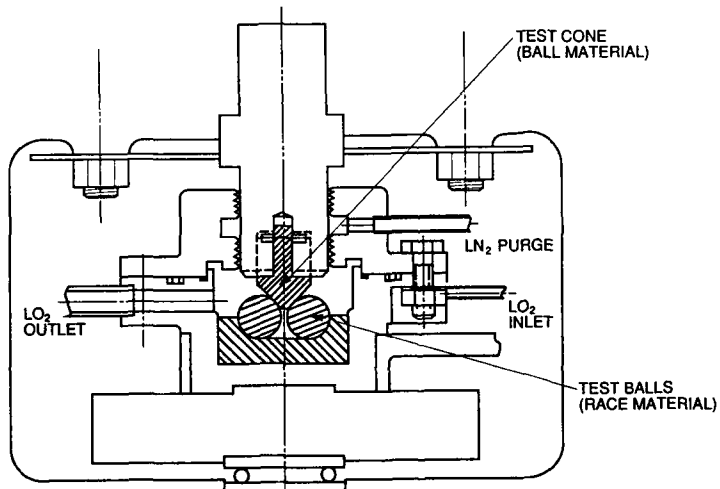 TEST CONE
(BALL MATERIAL)
LN₂ PURGE
LO₂
OUTLET
LO₂
INLET
TEST BALLS
(RACE MATERIAL)